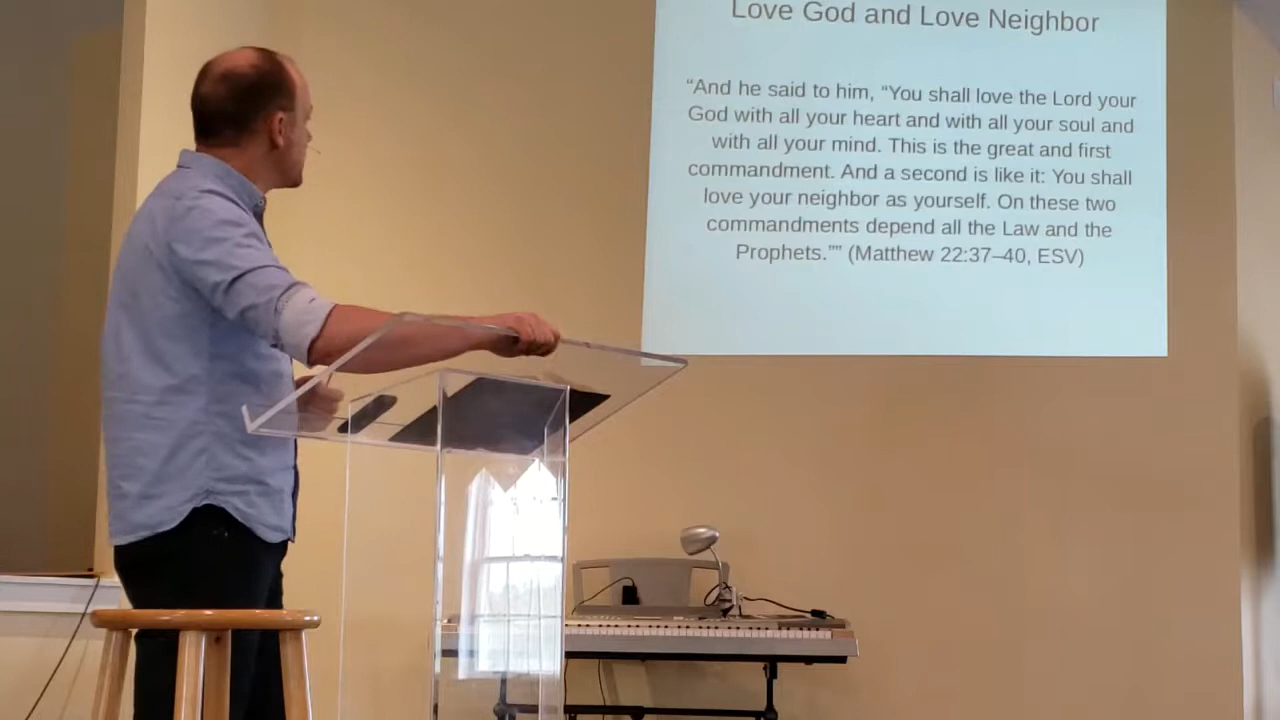 Love God and Love Neighbor
“And he said to him, “You shall love the Lord your
God with all your heart and with all your soul and
with all your mind. This is the great and first
commandment. And a second is like it: You shall
love your neighbor as yourself. On these two
commandments depend all the Law and the
Prophets.”” (Matthew 22:37–40, ESV)